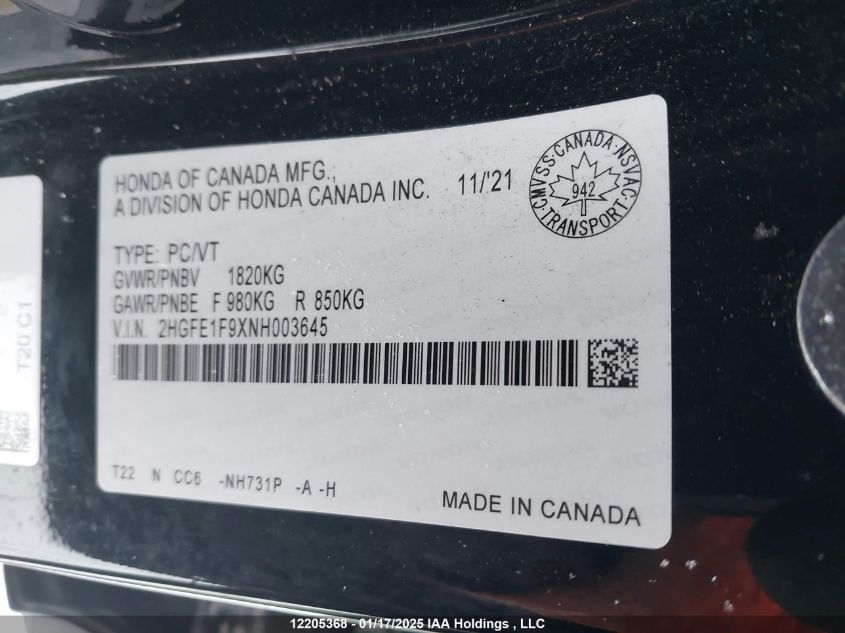 HONDA OF CANADA MFG.,
A DIVISION OF HONDA CANADA INC. 11/'21
CMVSS·CANADA·NSVAC·TRANSPORT·
942
TYPE: PC/VT
GVWR/PNBV 1820KG
GAWR/PNBE F 980KG R 850KG
V.I.N. 2HGFE1F9XNH003645
T22 N CC6 -NH731P -A -H
MADE IN CANADA
T20 C1
12205368 - 01/17/2025 IAA Holdings , LLC